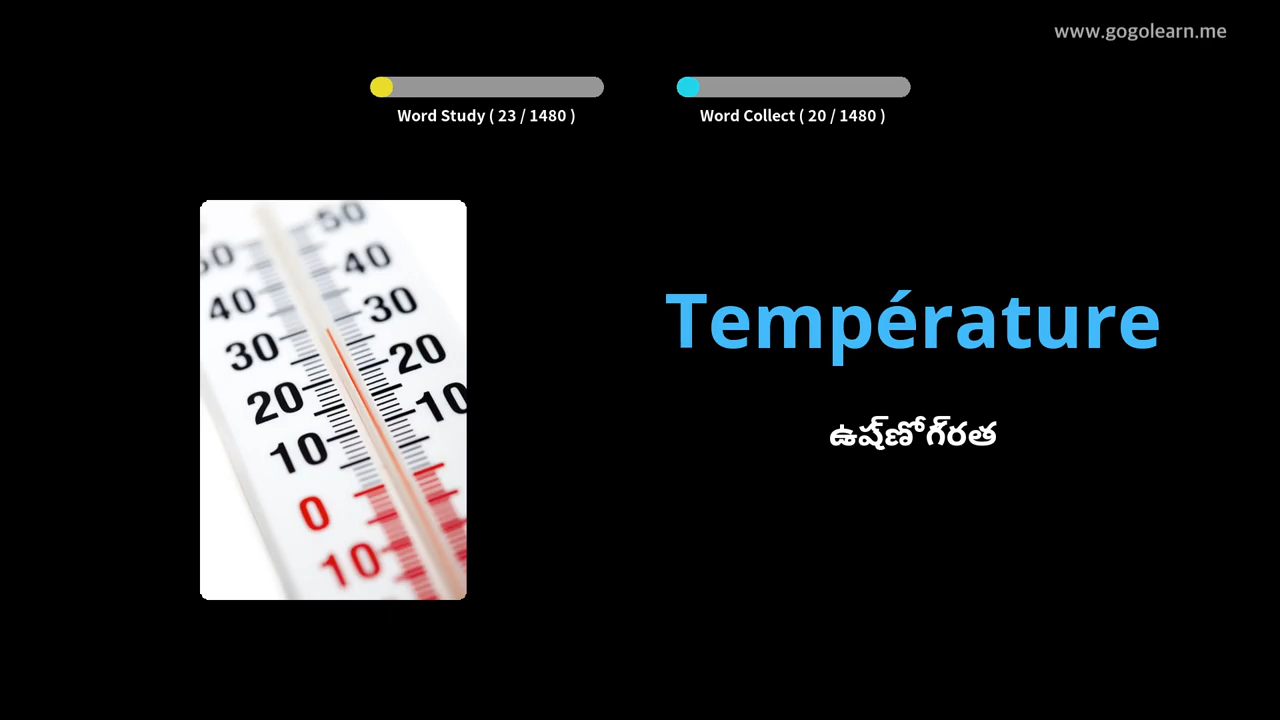 www.gogolearn.me
Word Study ( 23 / 1480 )
Word Collect ( 20 / 1480 )
50
50 40
40 30
30 20
20 10
10
0
10
Température
ఉష్ణోగ్రత